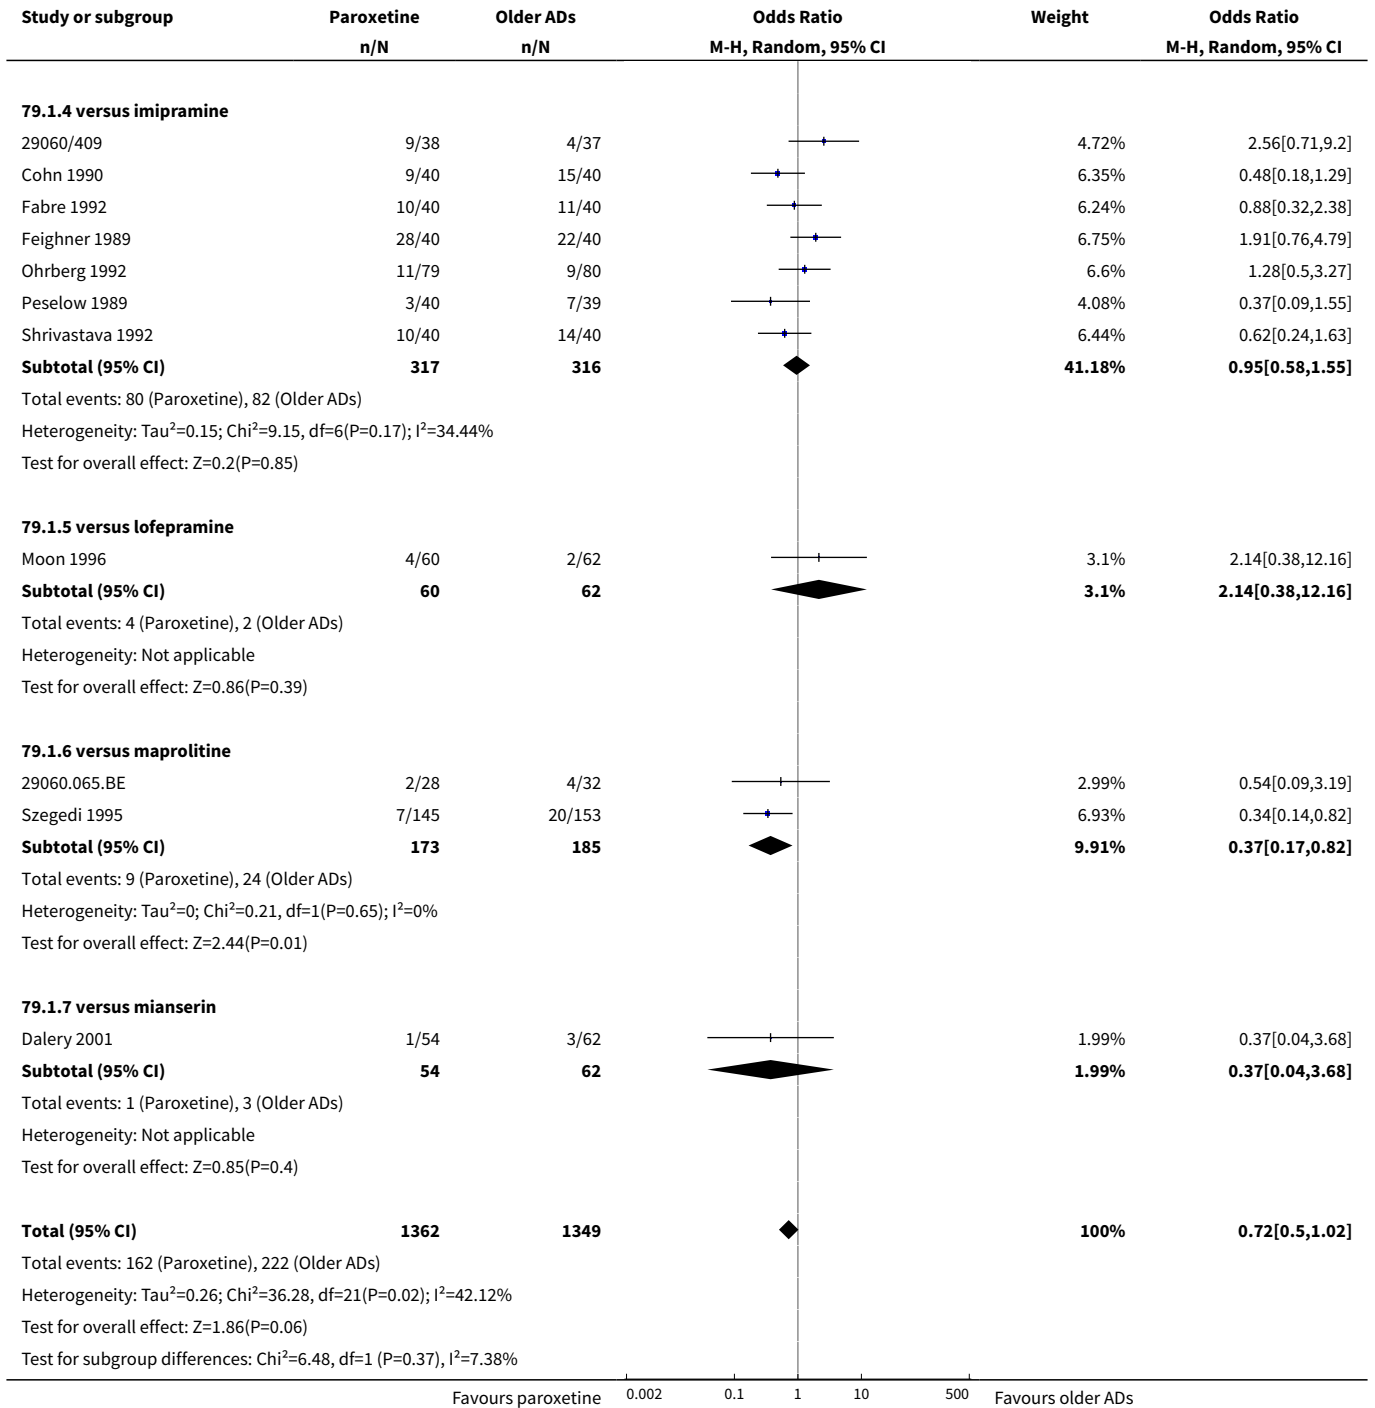 Study or subgroup Paroxetine Older ADs Odds Ratio Weight Odds Ratio
n/N n/N M-H, Random, 95% CI M-H, Random, 95% CI
79.1.4 versus imipramine
29060/409 9/38 4/37 4.72% 2.56[0.71,9.2]
Cohn 1990 9/40 15/40 6.35% 0.48[0.18,1.29]
Fabre 1992 10/40 11/40 6.24% 0.88[0.32,2.38]
Feighner 1989 28/40 22/40 6.75% 1.91[0.76,4.79]
Ohrberg 1992 11/79 9/80 6.6% 1.28[0.5,3.27]
Peselow 1989 3/40 7/39 4.08% 0.37[0.09,1.55]
Shrivastava 1992 10/40 14/40 6.44% 0.62[0.24,1.63]
Subtotal (95% CI) 317 316 41.18% 0.95[0.58,1.55]
Total events: 80 (Paroxetine), 82 (Older ADs)
Heterogeneity: Tau²=0.15; Chi²=9.15, df=6(P=0.17); I²=34.44%
Test for overall effect: Z=0.2(P=0.85)
79.1.5 versus lofepramine
Moon 1996 4/60 2/62 3.1% 2.14[0.38,12.16]
Subtotal (95% CI) 60 62 3.1% 2.14[0.38,12.16]
Total events: 4 (Paroxetine), 2 (Older ADs)
Heterogeneity: Not applicable
Test for overall effect: Z=0.86(P=0.39)
79.1.6 versus maprolitine
29060.065.BE 2/28 4/32 2.99% 0.54[0.09,3.19]
Szegedi 1995 7/145 20/153 6.93% 0.34[0.14,0.82]
Subtotal (95% CI) 173 185 9.91% 0.37[0.17,0.82]
Total events: 9 (Paroxetine), 24 (Older ADs)
Heterogeneity: Tau²=0; Chi²=0.21, df=1(P=0.65); I²=0%
Test for overall effect: Z=2.44(P=0.01)
79.1.7 versus mianserin
Dalery 2001 1/54 3/62 1.99% 0.37[0.04,3.68]
Subtotal (95% CI) 54 62 1.99% 0.37[0.04,3.68]
Total events: 1 (Paroxetine), 3 (Older ADs)
Heterogeneity: Not applicable
Test for overall effect: Z=0.85(P=0.4)
Total (95% CI) 1362 1349 100% 0.72[0.5,1.02]
Total events: 162 (Paroxetine), 222 (Older ADs)
Heterogeneity: Tau²=0.26; Chi²=36.28, df=21(P=0.02); I²=42.12%
Test for overall effect: Z=1.86(P=0.06)
Test for subgroup differences: Chi²=6.48, df=1 (P=0.37), I²=7.38%
Favours paroxetine 0.002 0.1 1 10 500 Favours older ADs